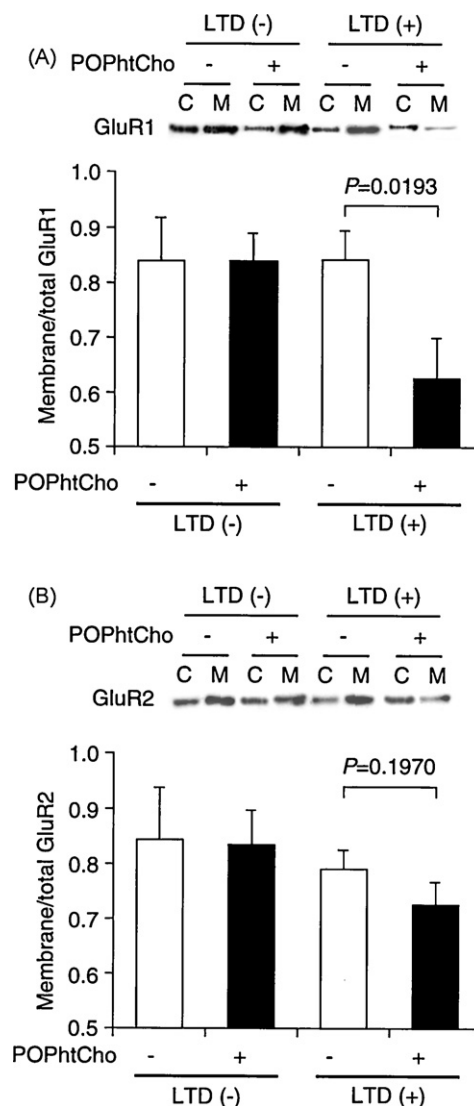 LTD (-) LTD (+)
(A)
POPhtCho - + - +
C M C M C M C M
GluR1
1.0
P=0.0193
0.9
0.8
0.7
0.6
0.5
Membrane/total GluR1
POPhtCho - + - +
LTD (-) LTD (+)
(B)
LTD (-) LTD (+)
POPhtCho - + - +
C M C M C M C M
GluR2
1.0
P=0.1970
0.9
0.8
0.7
0.6
0.5
Membrane/total GluR2
POPhtCho - + - +
LTD (-) LTD (+)